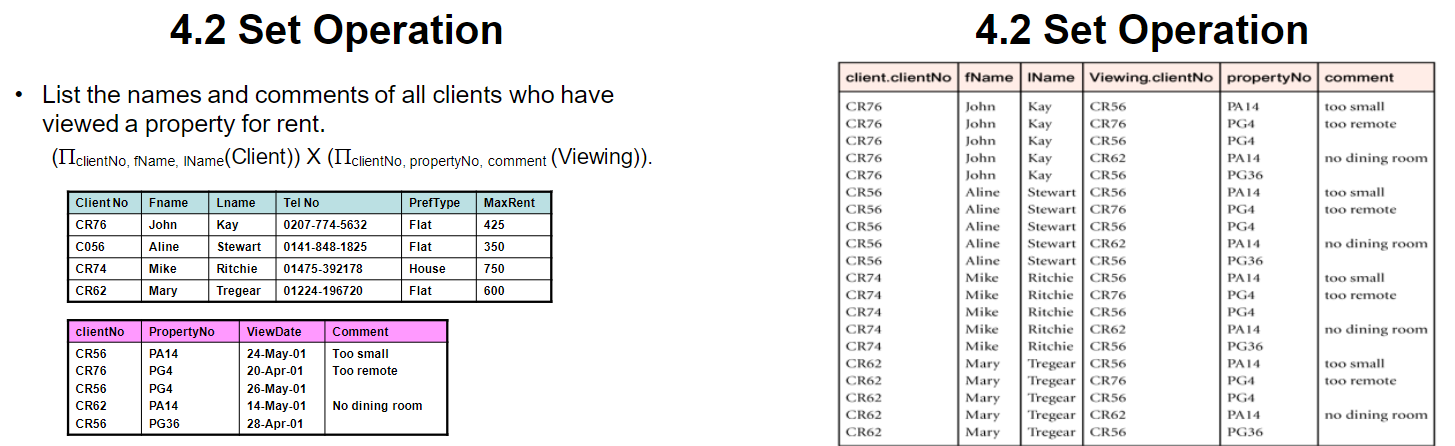 4.2 Set Operation
• List the names and comments of all clients who have
viewed a property for rent.
(ΠclientNo, fName, lName(Client)) X (ΠclientNo, propertyNo, comment (Viewing)).
Client No Fname Lname Tel No PrefType MaxRent
CR76 John Kay 0207-774-5632 Flat 425
C056 Aline Stewart 0141-848-1825 Flat 350
CR74 Mike Ritchie 01475-392178 House 750
CR62 Mary Tregear 01224-196720 Flat 600
clientNo PropertyNo ViewDate Comment
CR56 PA14 24-May-01 Too small
CR76 PG4 20-Apr-01 Too remote
CR56 PG4 26-May-01
CR62 PA14 14-May-01 No dining room
CR56 PG36 28-Apr-01
4.2 Set Operation
client.clientNo fName lName Viewing.clientNo propertyNo comment
CR76 John Kay CR56 PA14 too small
CR76 John Kay CR76 PG4 too remote
CR76 John Kay CR56 PG4
CR76 John Kay CR62 PA14 no dining room
CR76 John Kay CR56 PG36
CR56 Aline Stewart CR56 PA14 too small
CR56 Aline Stewart CR76 PG4 too remote
CR56 Aline Stewart CR56 PG4
CR56 Aline Stewart CR62 PA14 no dining room
CR56 Aline Stewart CR56 PG36
CR74 Mike Ritchie CR56 PA14 too small
CR74 Mike Ritchie CR76 PG4 too remote
CR74 Mike Ritchie CR56 PG4
CR74 Mike Ritchie CR62 PA14 no dining room
CR74 Mike Ritchie CR56 PG36
CR62 Mary Tregear CR56 PA14 too small
CR62 Mary Tregear CR76 PG4 too remote
CR62 Mary Tregear CR56 PG4
CR62 Mary Tregear CR62 PA14 no dining room
CR62 Mary Tregear CR56 PG36